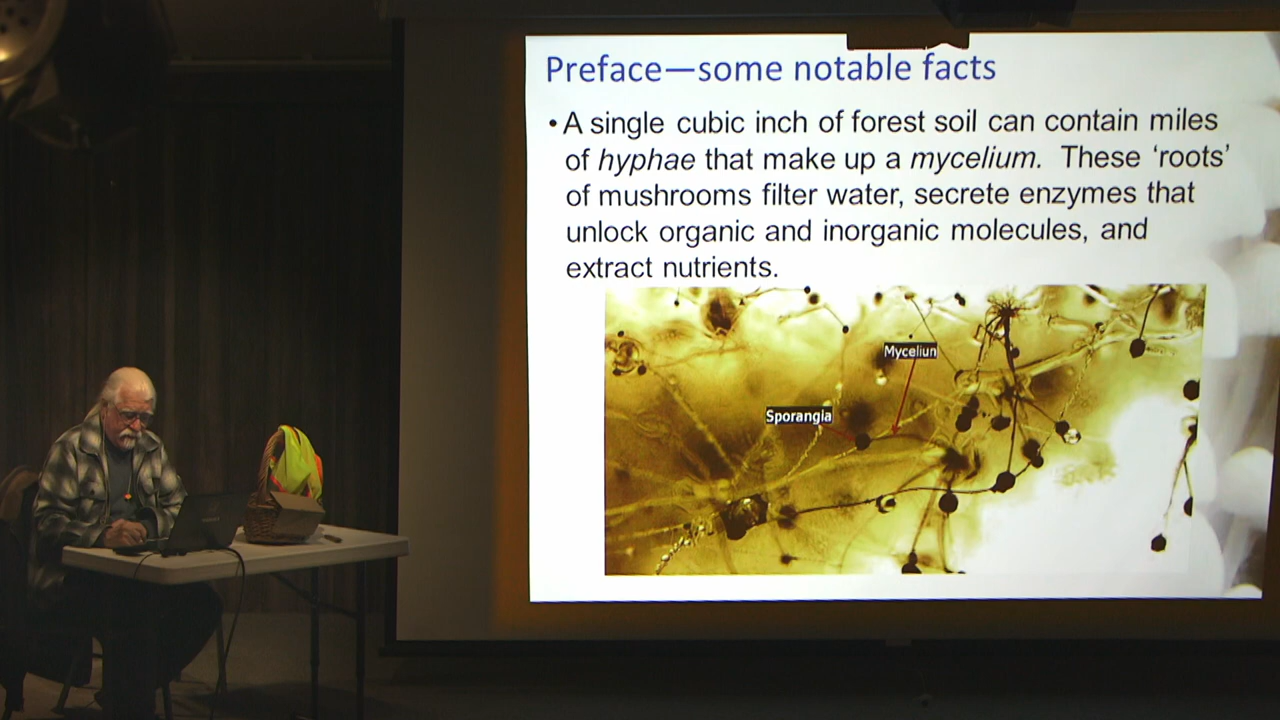 Preface—some notable facts
• A single cubic inch of forest soil can contain miles
of hyphae that make up a mycelium. These ‘roots’
of mushrooms filter water, secrete enzymes that
unlock organic and inorganic molecules, and
extract nutrients.
Myceliun
Sporangia